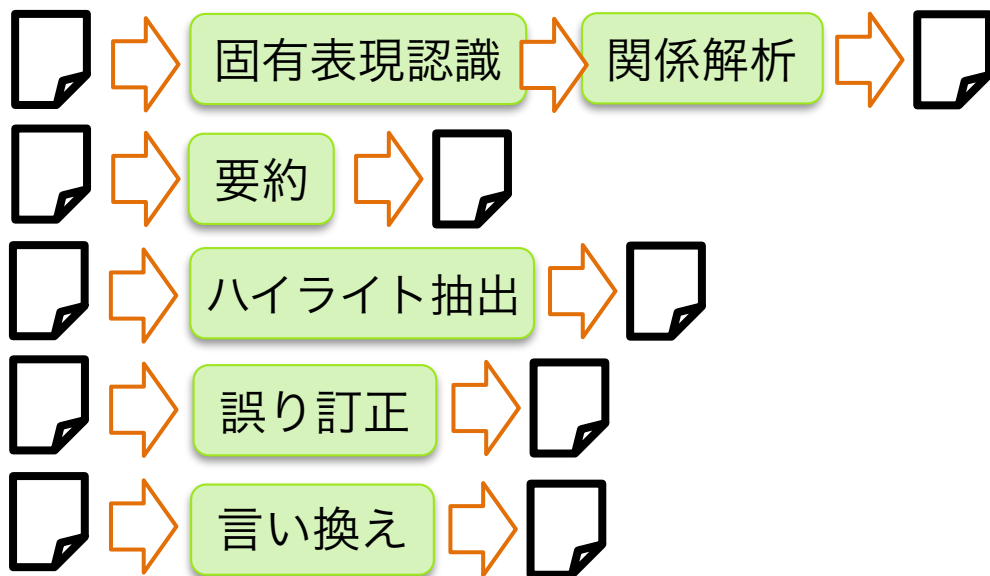 固有表現認識
関係解析
要約
ハイライト抽出
誤り訂正
言い換え